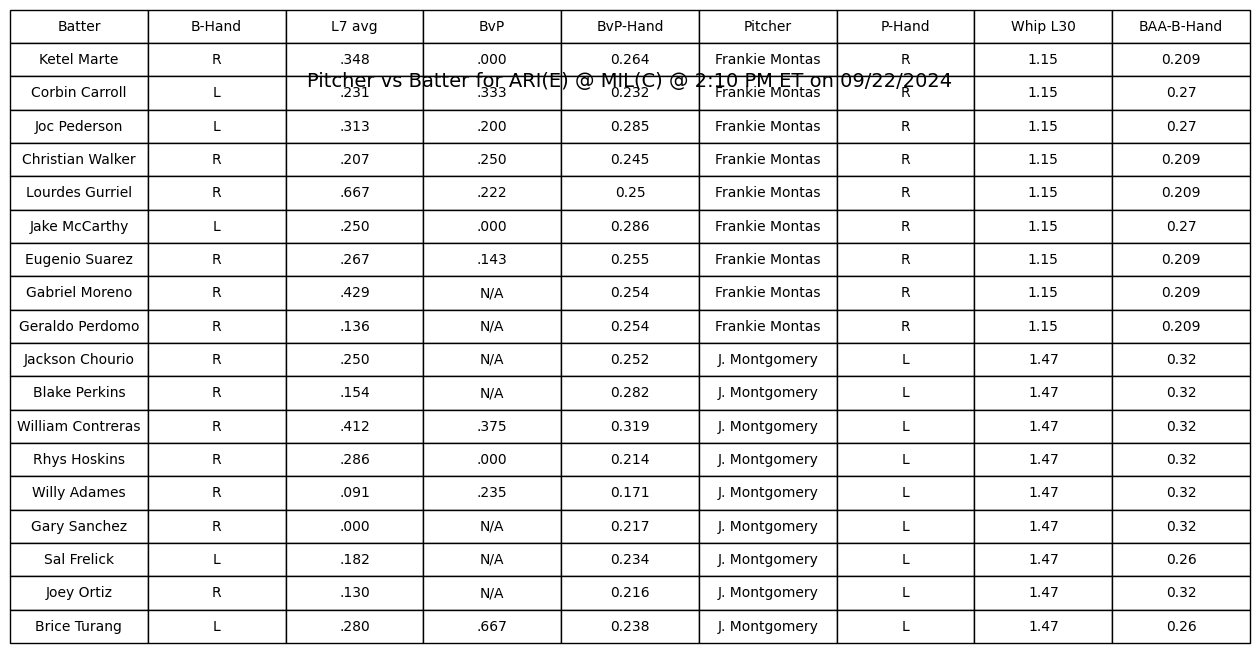 Batter B-Hand L7 avg BvP BvP-Hand Pitcher P-Hand Whip L30 BAA-B-Hand
Ketel Marte R .348 .000 0.264 Frankie Montas R 1.15 0.209
Pitcher vs Batter for ARI(E) @ MIL(C) @ 2:10 PM ET on 09/22/2024
Corbin Carroll L .231 .333 0.232 Frankie Montas R 1.15 0.27
Joc Pederson L .313 .200 0.285 Frankie Montas R 1.15 0.27
Christian Walker R .207 .250 0.245 Frankie Montas R 1.15 0.209
Lourdes Gurriel R .667 .222 0.25 Frankie Montas R 1.15 0.209
Jake McCarthy L .250 .000 0.286 Frankie Montas R 1.15 0.27
Eugenio Suarez R .267 .143 0.255 Frankie Montas R 1.15 0.209
Gabriel Moreno R .429 N/A 0.254 Frankie Montas R 1.15 0.209
Geraldo Perdomo R .136 N/A 0.254 Frankie Montas R 1.15 0.209
Jackson Chourio R .250 N/A 0.252 J. Montgomery L 1.47 0.32
Blake Perkins R .154 N/A 0.282 J. Montgomery L 1.47 0.32
William Contreras R .412 .375 0.319 J. Montgomery L 1.47 0.32
Rhys Hoskins R .286 .000 0.214 J. Montgomery L 1.47 0.32
Willy Adames R .091 .235 0.171 J. Montgomery L 1.47 0.32
Gary Sanchez R .000 N/A 0.217 J. Montgomery L 1.47 0.32
Sal Frelick L .182 N/A 0.234 J. Montgomery L 1.47 0.26
Joey Ortiz R .130 N/A 0.216 J. Montgomery L 1.47 0.32
Brice Turang L .280 .667 0.238 J. Montgomery L 1.47 0.26